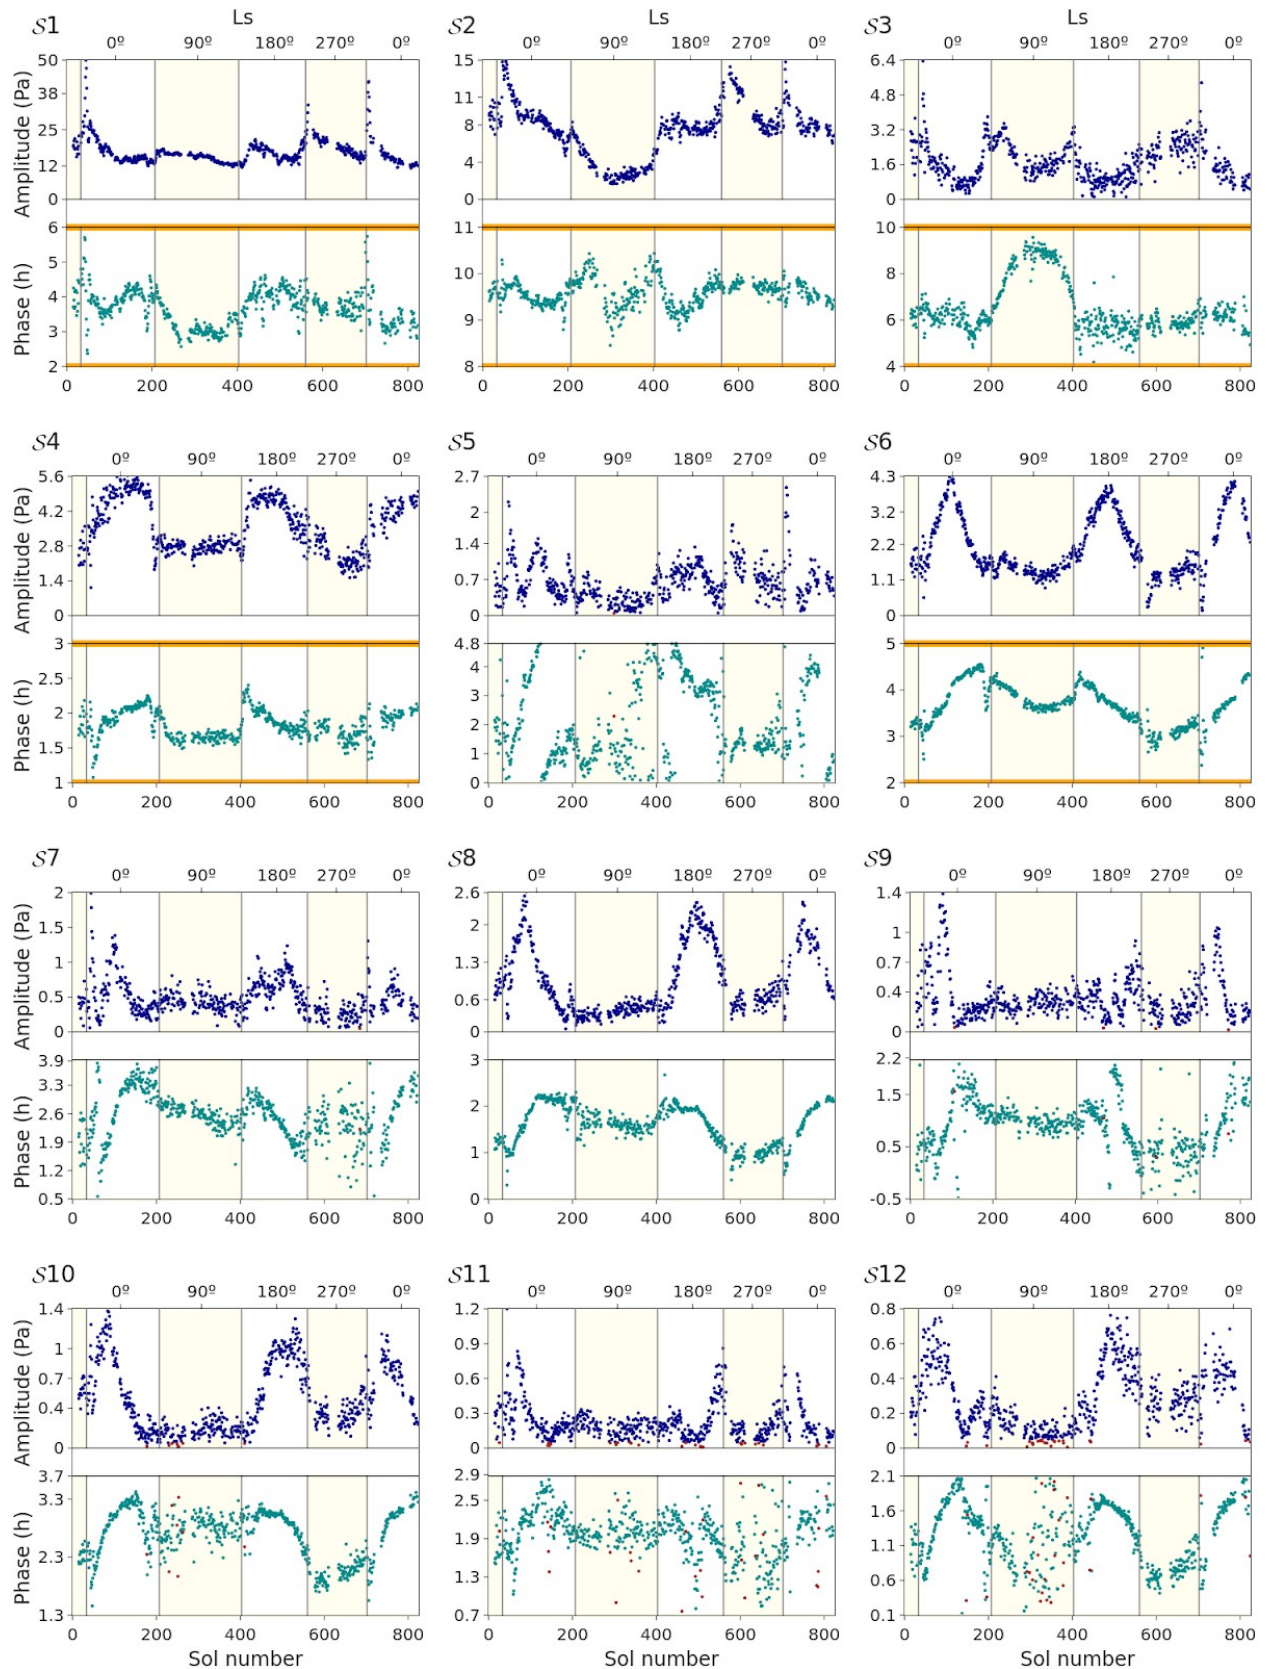 Ls Ls
S1 S2 S3
0º 90º 180º 270º 0º 0º 90º 180º 270º 0º 0º 90º 180º 270º 0º
Amplitude (Pa)
50 38 25 12 0
15 11 8 4 0
6.4 4.8 3.2 1.6 0
Phase (h)
6 5 4 3 2
11 10 9 8
10 8 6 4
0 200 400 600 800 0 200 400 600 800 0 200 400 600 800
S4 S5 S6
0º 90º 180º 270º 0º 0º 90º 180º 270º 0º 0º 90º 180º 270º 0º
Amplitude (Pa)
5.6 4.2 2.8 1.4 0
2.7 2 1.4 0.7 0
4.3 3.2 2.2 1.1 0
Phase (h)
3 2.5 2 1.5 1
4.8 4 3 2 1 0
5 4 3 2
0 200 400 600 800 0 200 400 600 800 0 200 400 600 800
S7 S8 S9
0º 90º 180º 270º 0º 0º 90º 180º 270º 0º 0º 90º 180º 270º 0º
Amplitude (Pa)
2 1.5 1 0.5 0
2.6 2 1.3 0.6 0
1.4 1 0.7 0.4 0
Phase (h)
3.9 3.3 2.6 1.9 1.2 0.5
3 2 1 0
2.2 1.5 0.5 -0.5
0 200 400 600 800 0 200 400 600 800 0 200 400 600 800
S10 S11 S12
0º 90º 180º 270º 0º 0º 90º 180º 270º 0º 0º 90º 180º 270º 0º
Amplitude (Pa)
1.4 1 0.7 0.4 0
1.2 0.9 0.6 0.3 0
0.8 0.6 0.4 0.2 0
Phase (h)
3.7 3.3 2.3 1.3
2.9 2.5 1.9 1.3 0.7
2.1 1.6 1.1 0.6 0.1
0 200 400 600 800 0 200 400 600 800 0 200 400 600 800
Sol number Sol number Sol number